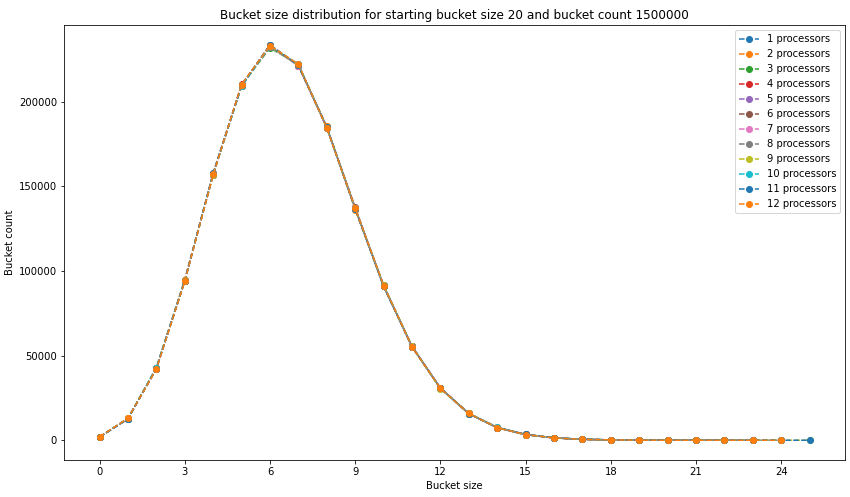 Bucket size distribution for starting bucket size 20 and bucket count 1500000
Bucket count
200000
150000
100000
50000
0
0 3 6 9 12 15 18 21 24
Bucket size
1 processors
2 processors
3 processors
4 processors
5 processors
6 processors
7 processors
8 processors
9 processors
10 processors
11 processors
12 processors